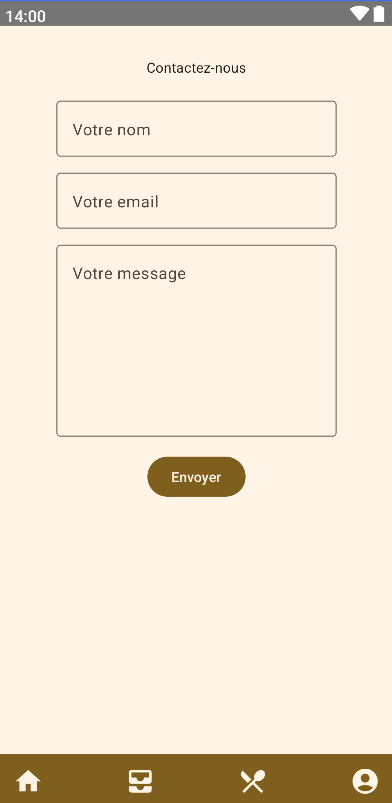 14:00
Contactez-nous
Votre nom
Votre email
Votre message
Envoyer